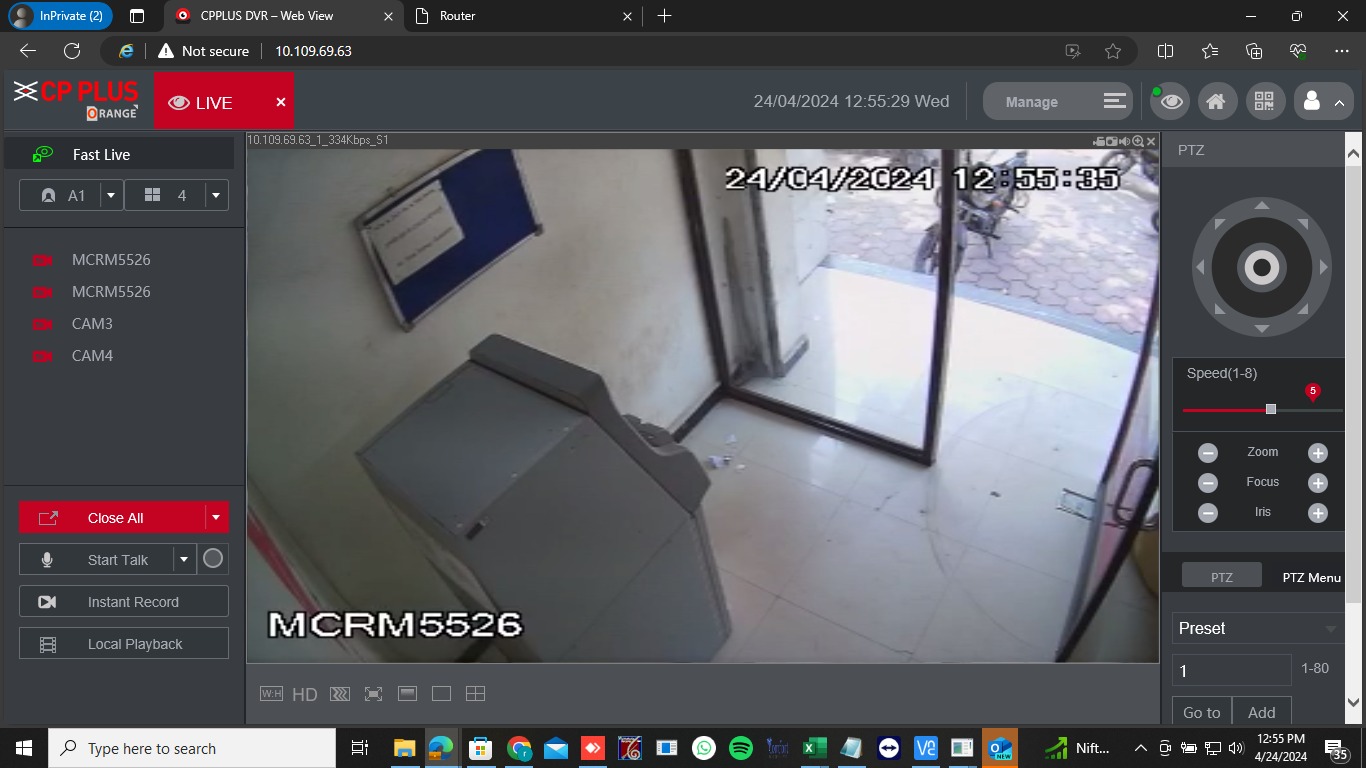 InPrivate (2)
CPPLUS DVR – Web View
Router
Not secure
10.109.69.63
CP PLUS
ORANGE
LIVE
24/04/2024 12:55:29 Wed
Manage
Fast Live
10.109.69.63_1_334Kbps_S1
PTZ
A1
4
24/04/2024 12:55:35
MCRM5526
MCRM5526
CAM3
CAM4
Speed(1-8)
5
Zoom
Focus
Iris
Close All
Start Talk
PTZ
PTZ Menu
Instant Record
MCRM5526
Preset
Local Playback
1
1-80
W:H
HD
Go to
Add
Type here to search
NEW
Nift...
12:55 PM
4/24/2024
35